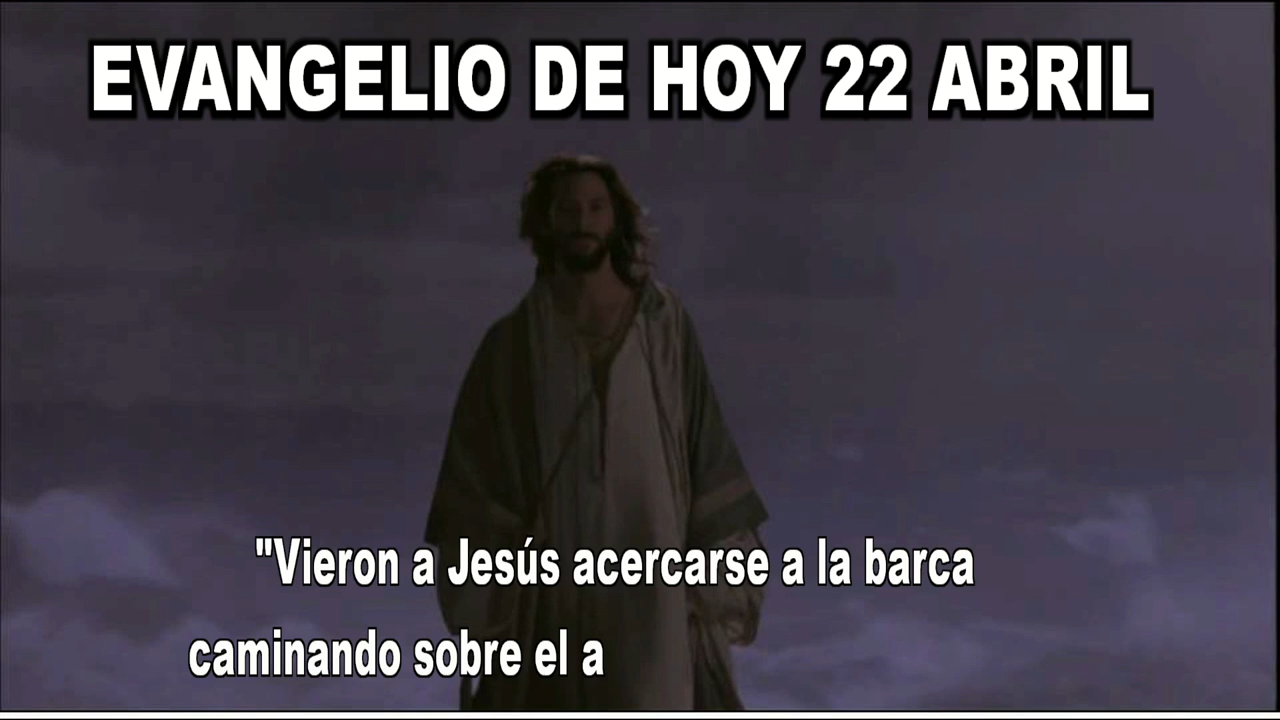 EVANGELIO DE HOY 22 ABRIL
"Vieron a Jesús acercarse a la barca
caminando sobre el a